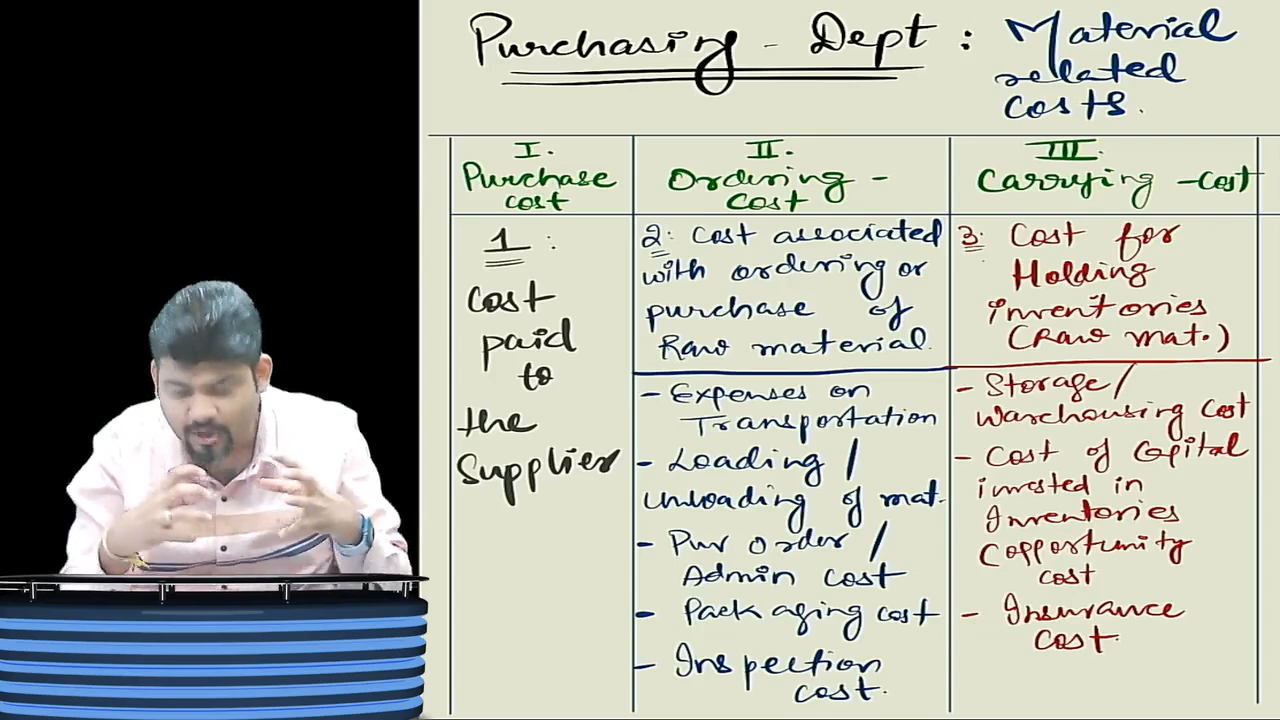 Purchasing - Dept : Material
related
costs.
I.
Purchase
cost
1 :
cost
paid
to
the
Supplier
II.
Ordering -
cost
2: cost associated
with ordering or
purchase of
Raw material.
- Expenses on
Transportation
- Loading /
unloading of mat.
- Pur order /
Admin cost
- Packaging cost
- Inspection
cost.
III.
Carrying - cost
3: Cost for
Holding
inventories
(Raw mat.)
- Storage /
Warehousing cost
- Cost of Capital
invested in
Inventories
(opportunity
cost
- Insurance
cost.